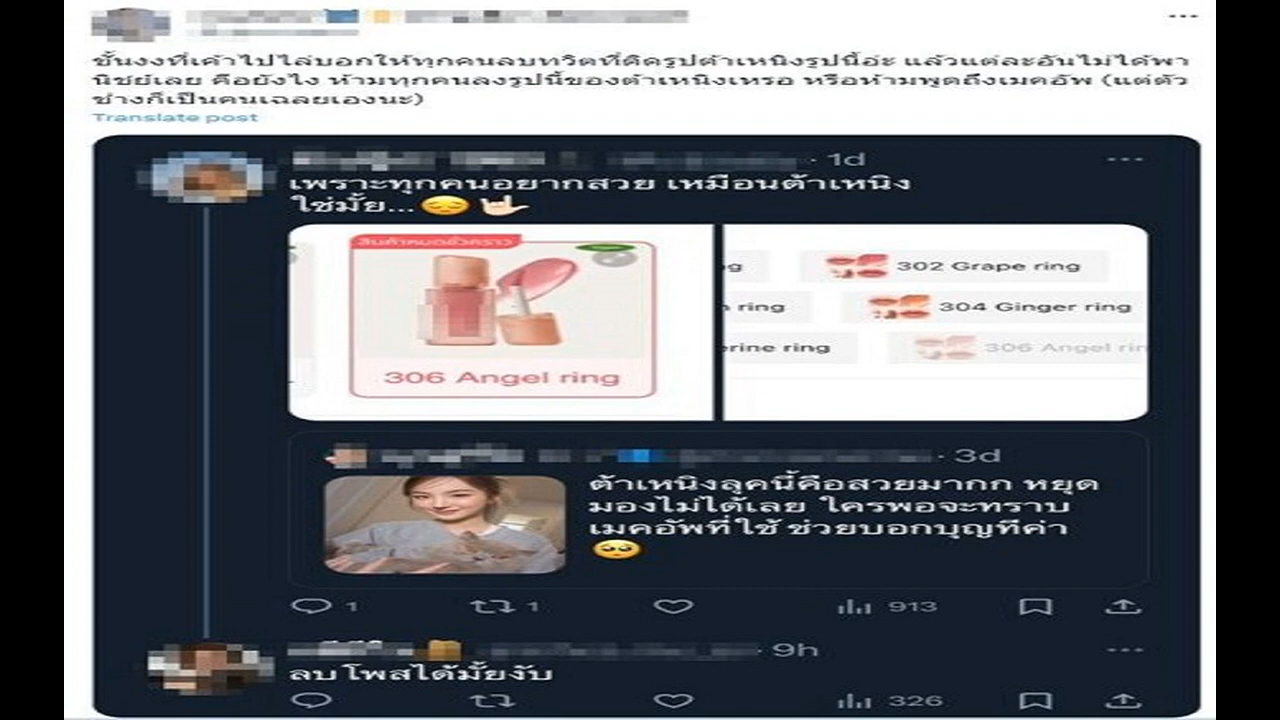 ชั้นงงที่เค้าไปไล่บอกให้ทุกคนลบทวิตที่ติดรูปต้าเหนิงรูปนี้อ่ะ แล้วแต่ละอันไม่ได้พา
นิชย์เลย คือยังไง ห้ามทุกคนลงรูปนี้ของต้าเหนิงเหรอ หรือห้ามพูดถึงเมคอัพ (แต่ตัว
ช่างก็เป็นคนเฉลยเองนะ)
Translate post
· 1d
เพราะทุกคนอยากสวย เหมือนต้าเหนิง
ใช่มั้ย...😔🤟🏻
สินค้าหมดชั่วคราว
306 Angel ring
302 Grape ring
ring
304 Ginger ring
ring
306 Angel
· 3d
ต้าเหนิงลุคนี้คือสวยมากก หยุด
มองไม่ได้เลย ใครพอจะทราบ
เมคอัพที่ใช้ ช่วยบอกบุญทีค่า
🥺
1 1 913
· 9h
ลบโพสได้มั้ยงับ
326